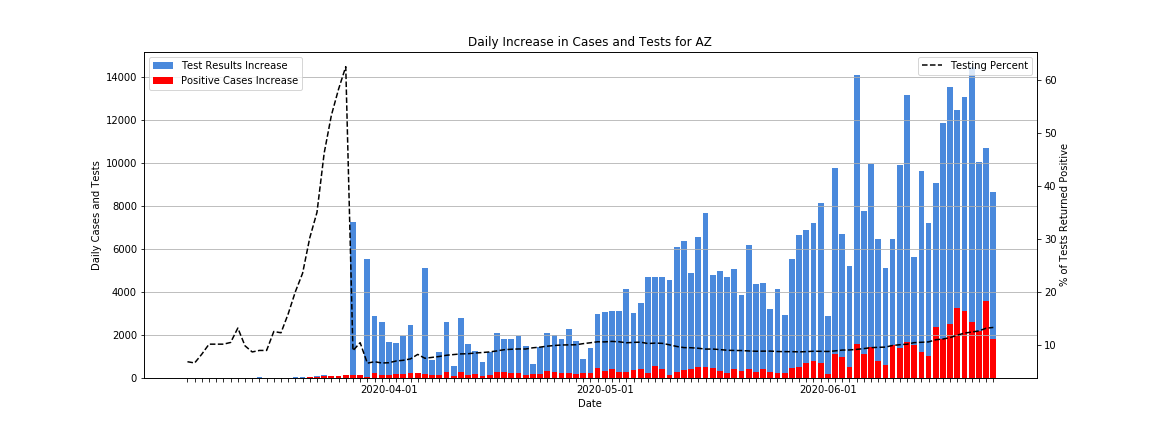 Daily Increase in Cases and Tests for AZ
Test Results Increase
Positive Cases Increase
Testing Percent
14000
12000
10000
8000
6000
4000
2000
0
Daily Cases and Tests
60
50
40
30
20
10
% of Tests Returned Positive
2020-04-01
2020-05-01
2020-06-01
Date